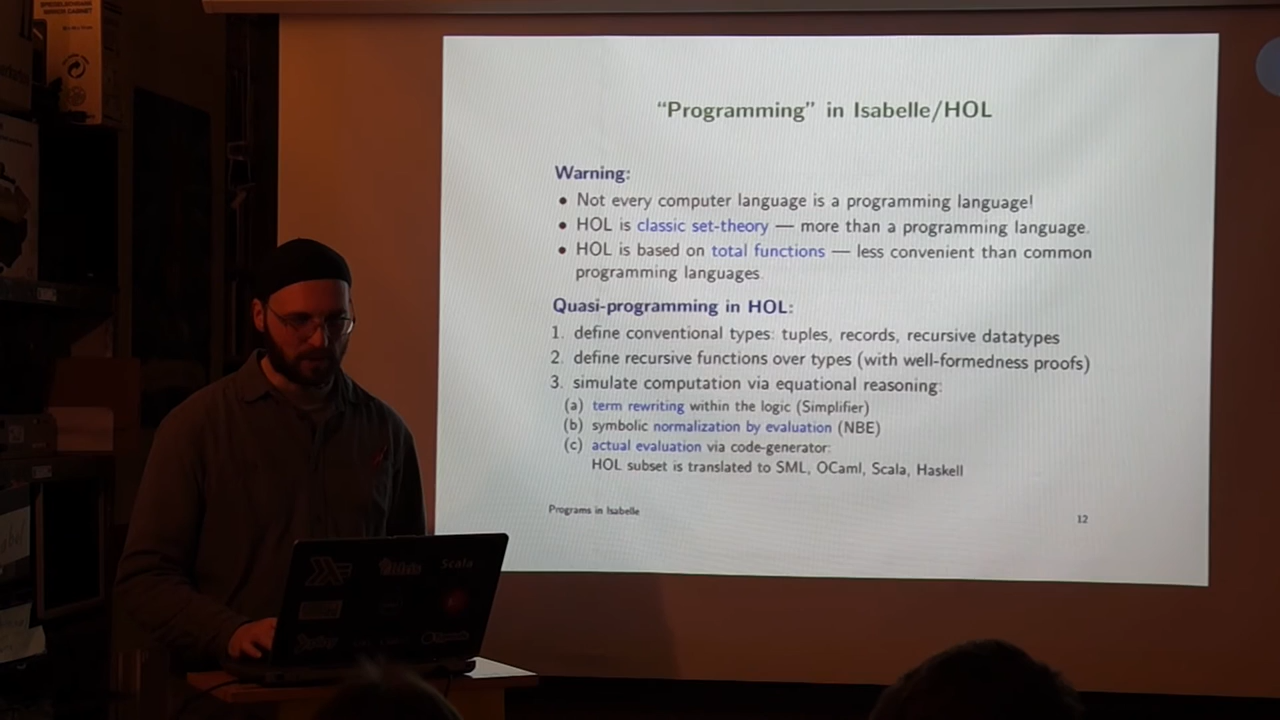 "Programming" in Isabelle/HOL
Warning:
• Not every computer language is a programming language!
• HOL is classic set-theory — more than a programming language.
• HOL is based on total functions — less convenient than common
programming languages.
Quasi-programming in HOL:
1. define conventional types: tuples, records, recursive datatypes
2. define recursive functions over types (with well-formedness proofs)
3. simulate computation via equational reasoning:
(a) term rewriting within the logic (Simplifier)
(b) symbolic normalization by evaluation (NBE)
(c) actual evaluation via code-generator:
HOL subset is translated to SML, OCaml, Scala, Haskell
Programs in Isabelle
12
Scala